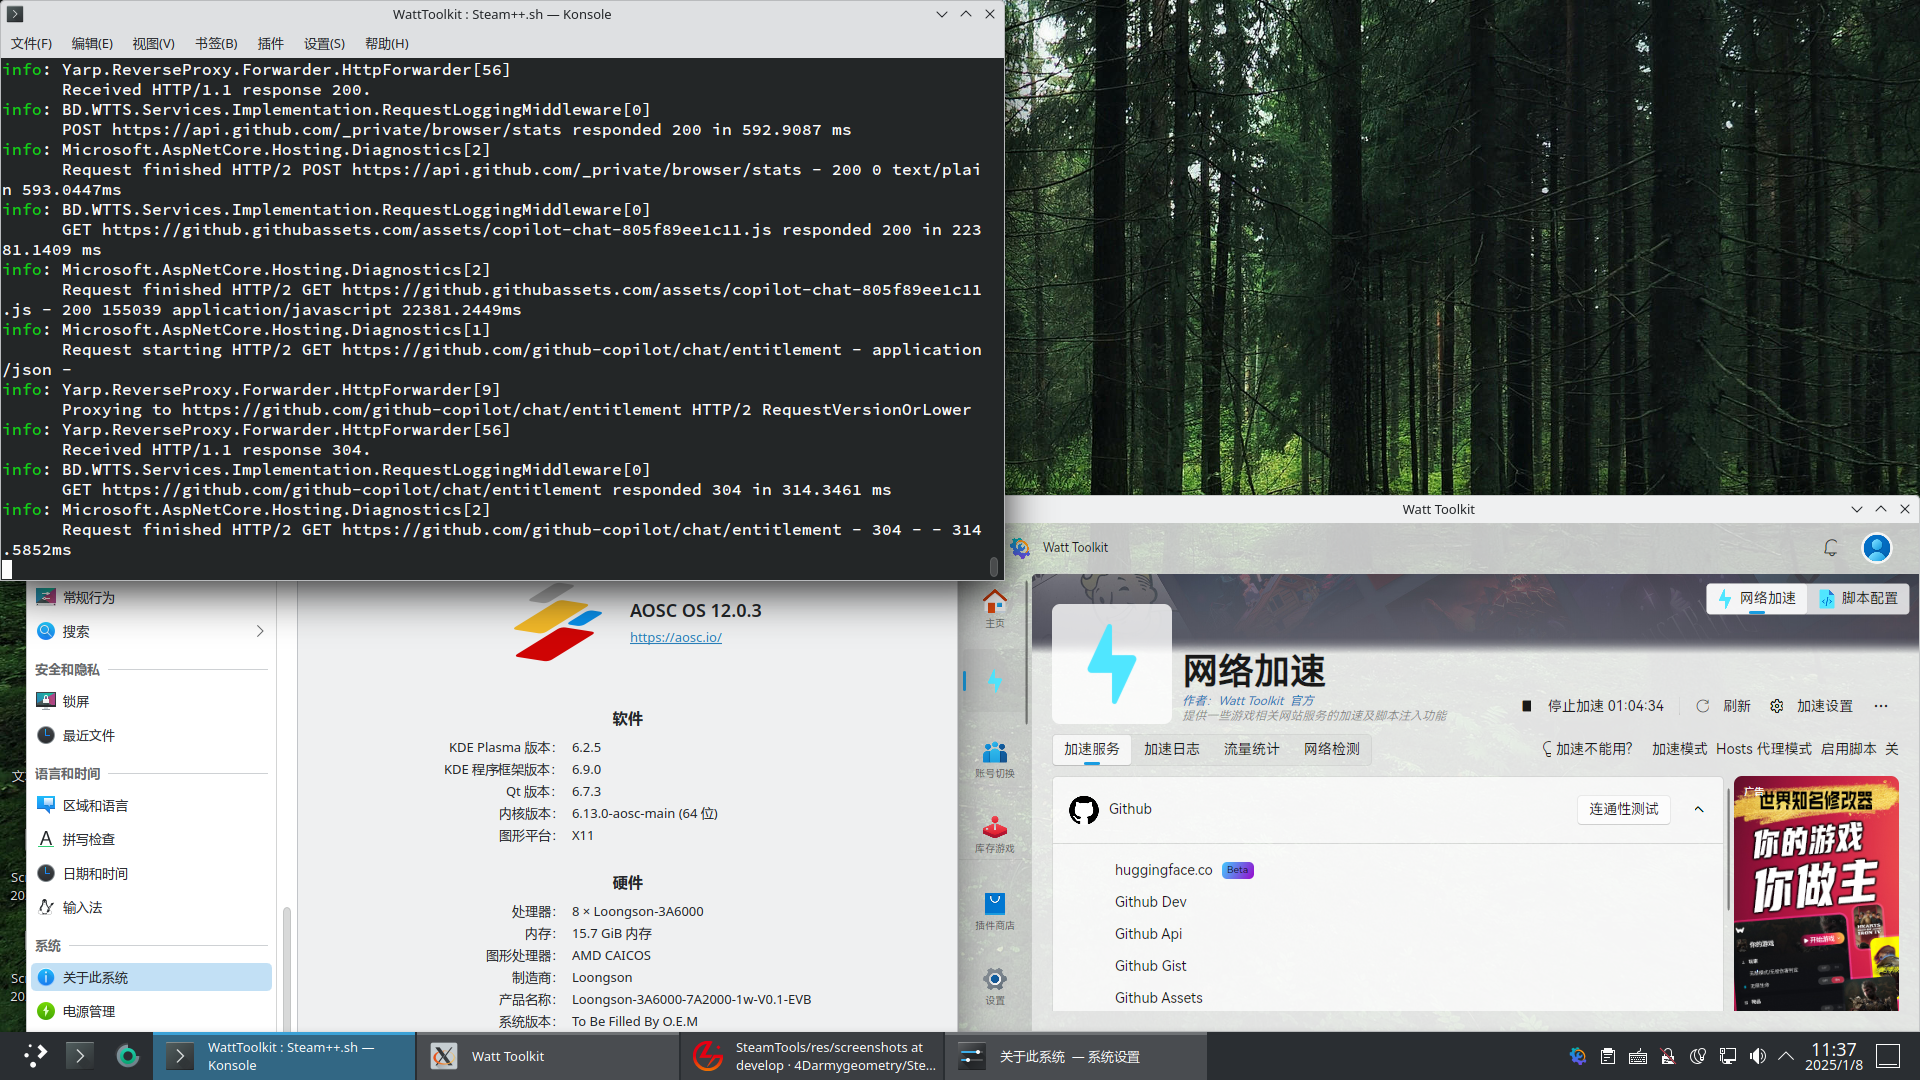 WattToolkit : Steam++.sh — Konsole
文件(F) 编辑(E) 视图(V) 书签(B) 插件 设置(S) 帮助(H)
info: Yarp.ReverseProxy.Forwarder.HttpForwarder[56]
Received HTTP/1.1 response 200.
info: BD.WTTS.Services.Implementation.RequestLoggingMiddleware[0]
POST https://api.github.com/_private/browser/stats responded 200 in 592.9087 ms
info: Microsoft.AspNetCore.Hosting.Diagnostics[2]
Request finished HTTP/2 POST https://api.github.com/_private/browser/stats - 200 0 text/plai
n 593.0447ms
info: BD.WTTS.Services.Implementation.RequestLoggingMiddleware[0]
GET https://github.githubassets.com/assets/copilot-chat-805f89ee1c11.js responded 200 in 223
81.1409 ms
info: Microsoft.AspNetCore.Hosting.Diagnostics[2]
Request finished HTTP/2 GET https://github.githubassets.com/assets/copilot-chat-805f89ee1c11
.js - 200 155039 application/javascript 22381.2449ms
info: Microsoft.AspNetCore.Hosting.Diagnostics[1]
Request starting HTTP/2 GET https://github.com/github-copilot/chat/entitlement - application
/json -
info: Yarp.ReverseProxy.Forwarder.HttpForwarder[9]
Proxying to https://github.com/github-copilot/chat/entitlement HTTP/2 RequestVersionOrLower
info: Yarp.ReverseProxy.Forwarder.HttpForwarder[56]
Received HTTP/1.1 response 304.
info: BD.WTTS.Services.Implementation.RequestLoggingMiddleware[0]
GET https://github.com/github-copilot/chat/entitlement responded 304 in 314.3461 ms
info: Microsoft.AspNetCore.Hosting.Diagnostics[2]
Request finished HTTP/2 GET https://github.com/github-copilot/chat/entitlement - 304 - - 314
.5852ms
常规行为
搜索
安全和隐私
锁屏
最近文件
语言和时间
区域和语言
拼写检查
日期和时间
输入法
系统
关于此系统
电源管理
文
Sc
20
Sc
20
AOSC OS 12.0.3
https://aosc.io/
软件
KDE Plasma 版本： 6.2.5
KDE 程序框架版本： 6.9.0
Qt 版本： 6.7.3
内核版本： 6.13.0-aosc-main (64 位)
图形平台： X11
硬件
处理器： 8 × Loongson-3A6000
内存： 15.7 GiB 内存
图形处理器： AMD CAICOS
制造商： Loongson
产品名称： Loongson-3A6000-7A2000-1w-V0.1-EVB
系统版本： To Be Filled By O.E.M
Watt Toolkit
Watt Toolkit
主页
账号切换
库存游戏
插件商店
设置
网络加速 脚本配置
网络加速
作者：Watt Toolkit 官方
提供一些游戏相关网站服务的加速及脚本注入功能
停止加速 01:04:34 刷新 加速设置 ...
加速服务 加速日志 流量统计 网络检测
加速不能用? 加速模式 Hosts 代理模式 启用脚本 关
Github 连通性测试
huggingface.co Beta
Github Dev
Github Api
Github Gist
Github Assets
广告
世界知名修改器
你的游戏
你做主
你的游戏
开始游戏
WattToolkit : Steam++.sh —
Konsole
Watt Toolkit
SteamTools/res/screenshots at
develop · 4Darmygeometry/Ste...
关于此系统 — 系统设置
11:37
2025/1/8